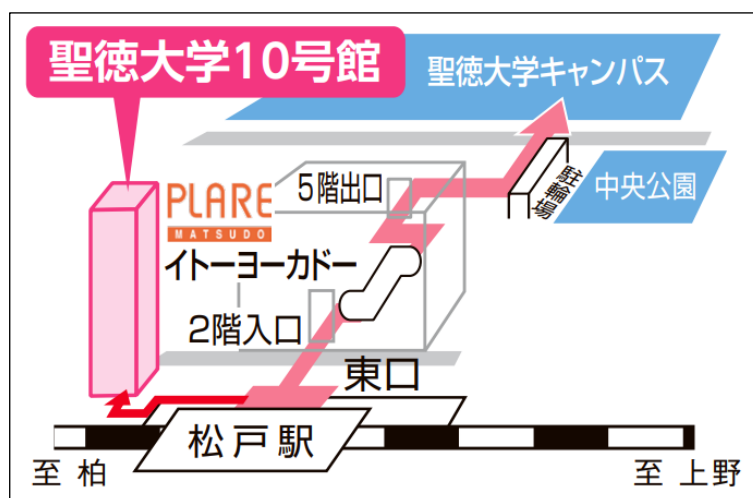 聖徳大学10号館
聖徳大学キャンパス
中央公園
駐輪場
5階出口
PLARE
MATSUDO
イトーヨーカドー
2階入口
東口
松戸駅
至 柏
至 上野